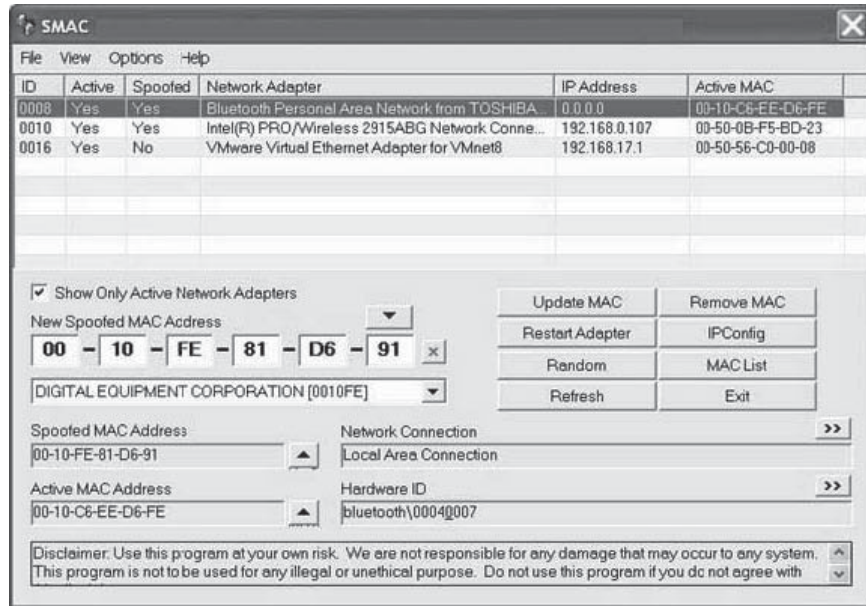 SMAC
File View Options Help
ID Active Spoofed Network Adapter IP Address Active MAC
0008 Yes Yes Bluetooth Personal Area Network from TOSHIBA... 0.0.0.0 00-10-C6-EE-D6-FE
0010 Yes Yes Intel(R) PRO/Wireless 2915ABG Network Conne... 192.168.0.107 00-50-0B-F5-BD-23
0016 Yes No VMware Virtual Ethernet Adapter for VMnet8 192.168.17.1 00-50-56-C0-00-08
Show Only Active Network Adapters
New Spoofed MAC Address
00 - 10 - FE - 81 - D6 - 91 x
DIGITAL EQUIPMENT CORPORATION [0010FE]
Update MAC Remove MAC
Restart Adapter IPConfig
Random MAC List
Refresh Exit
Spoofed MAC Address
00-10-FE-81-D6-91
Network Connection >>
Local Area Connection
Active MAC Address
00-10-C6-EE-D6-FE
Hardware ID >>
bluetooth\00040007
Disclaimer: Use this program at your own risk. We are not responsible for any damage that may occur to any system.
This program is not to be used for any illegal or unethical purpose. Do not use this program if you do not agree with